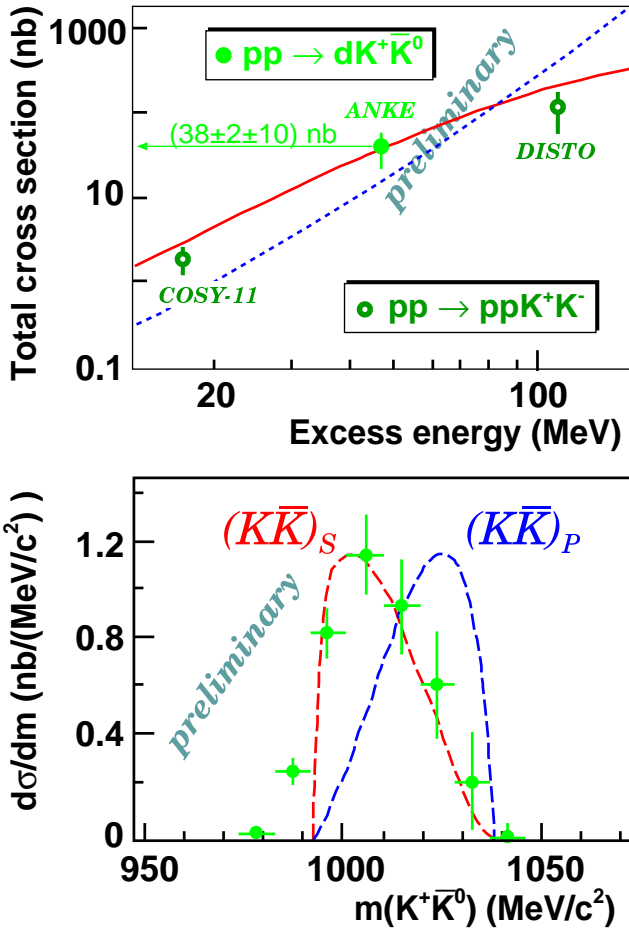 Total cross section (nb)
1000
10
0.1
pp → dK⁺K̅⁰
ANKE
(38±2±10) nb
preliminary
DISTO
COSY-11
pp → ppK⁺K⁻
20
100
Excess energy (MeV)
dσ/dm (nb/(MeV/c²) )
1.2
0.8
0.4
0
(KK̅)S
(KK̅)P
preliminary
950
1000
1050
m(K⁺K̅⁰) (MeV/c²)